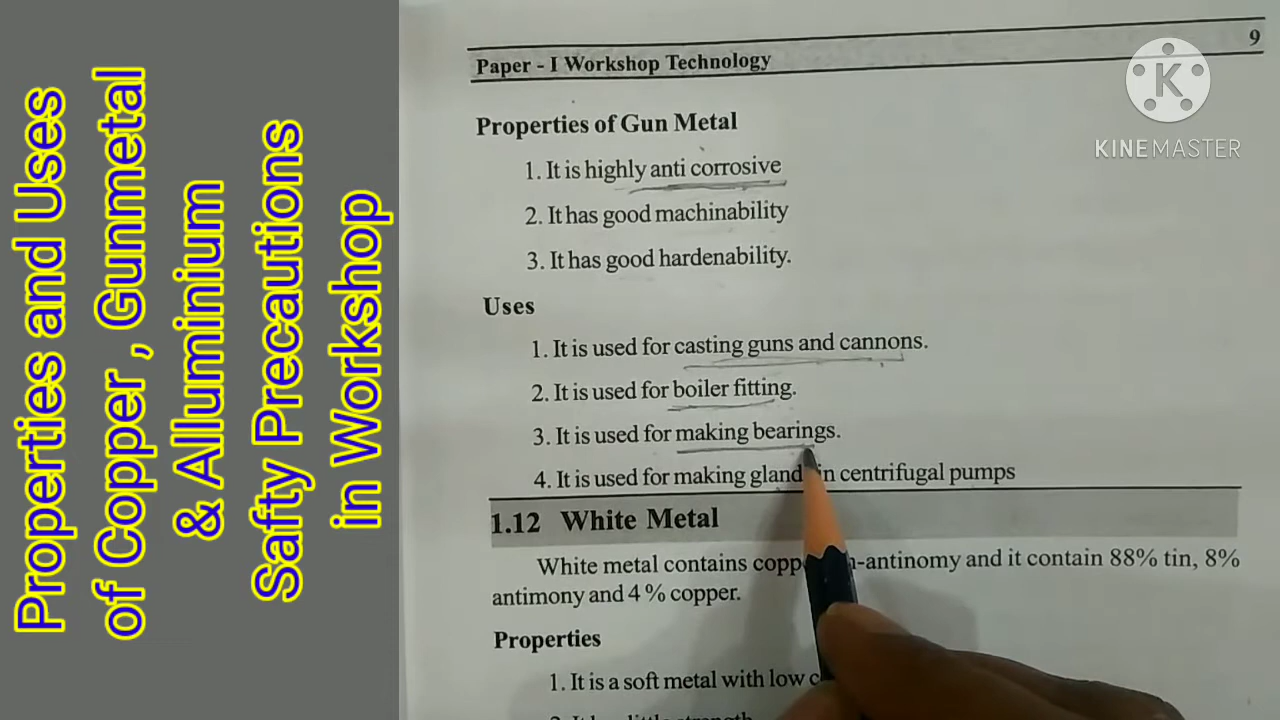 Properties and Uses
of Copper , Gunmetal
& Alluminium
Safty Precautions
in Workshop
Paper - I Workshop Technology
9
KINEMASTER
Properties of Gun Metal
1. It is highly anti corrosive
2. It has good machinability
3. It has good hardenability.
Uses
1. It is used for casting guns and cannons.
2. It is used for boiler fitting.
3. It is used for making bearings.
4. It is used for making gland in centrifugal pumps
1.12 White Metal
White metal contains -antinomy and it contain 88% tin, 8%
antimony and 4 % copper.
Properties
1. It is a soft metal with low